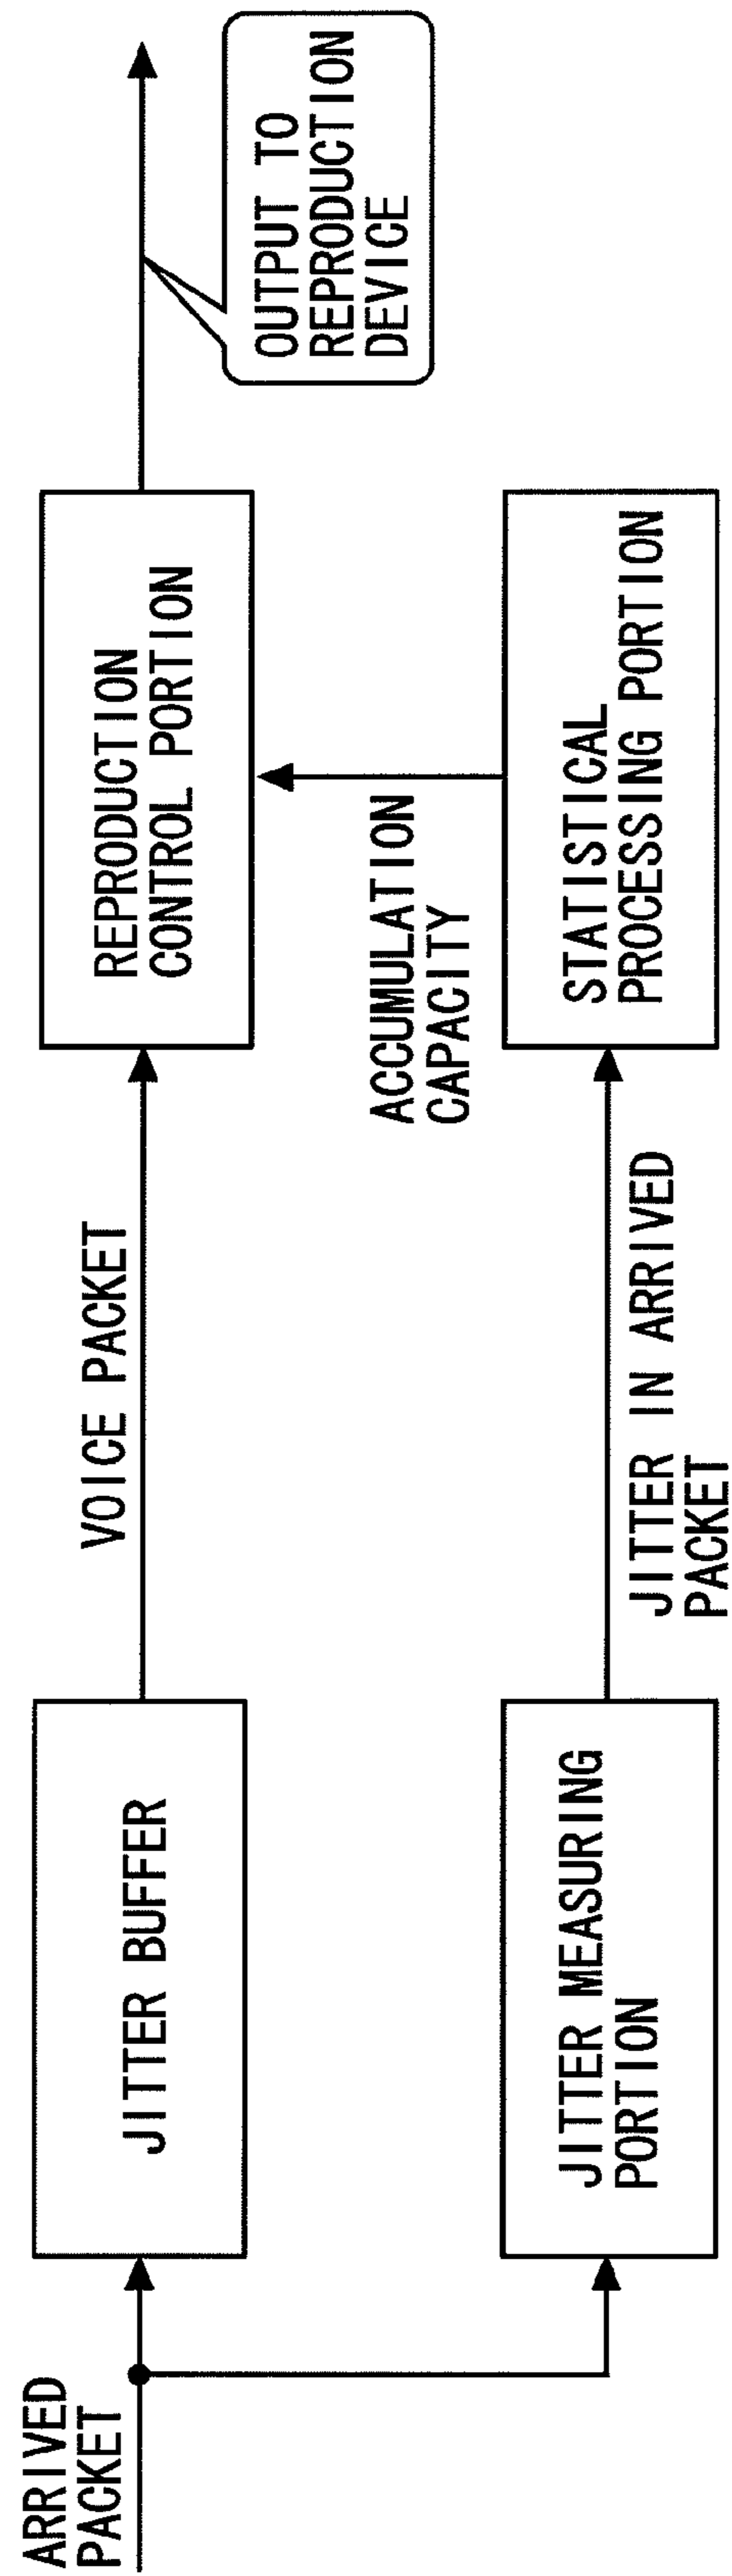 ARRIVED
PACKET
JITTER BUFFER
VOICE PACKET
REPRODUCTION
CONTROL PORTION
OUTPUT TO
REPRODUCTION
DEVICE
ACCUMULATION
CAPACITY
JITTER MEASURING
PORTION
JITTER IN ARRIVED
PACKET
STATISTICAL
PROCESSING PORTION